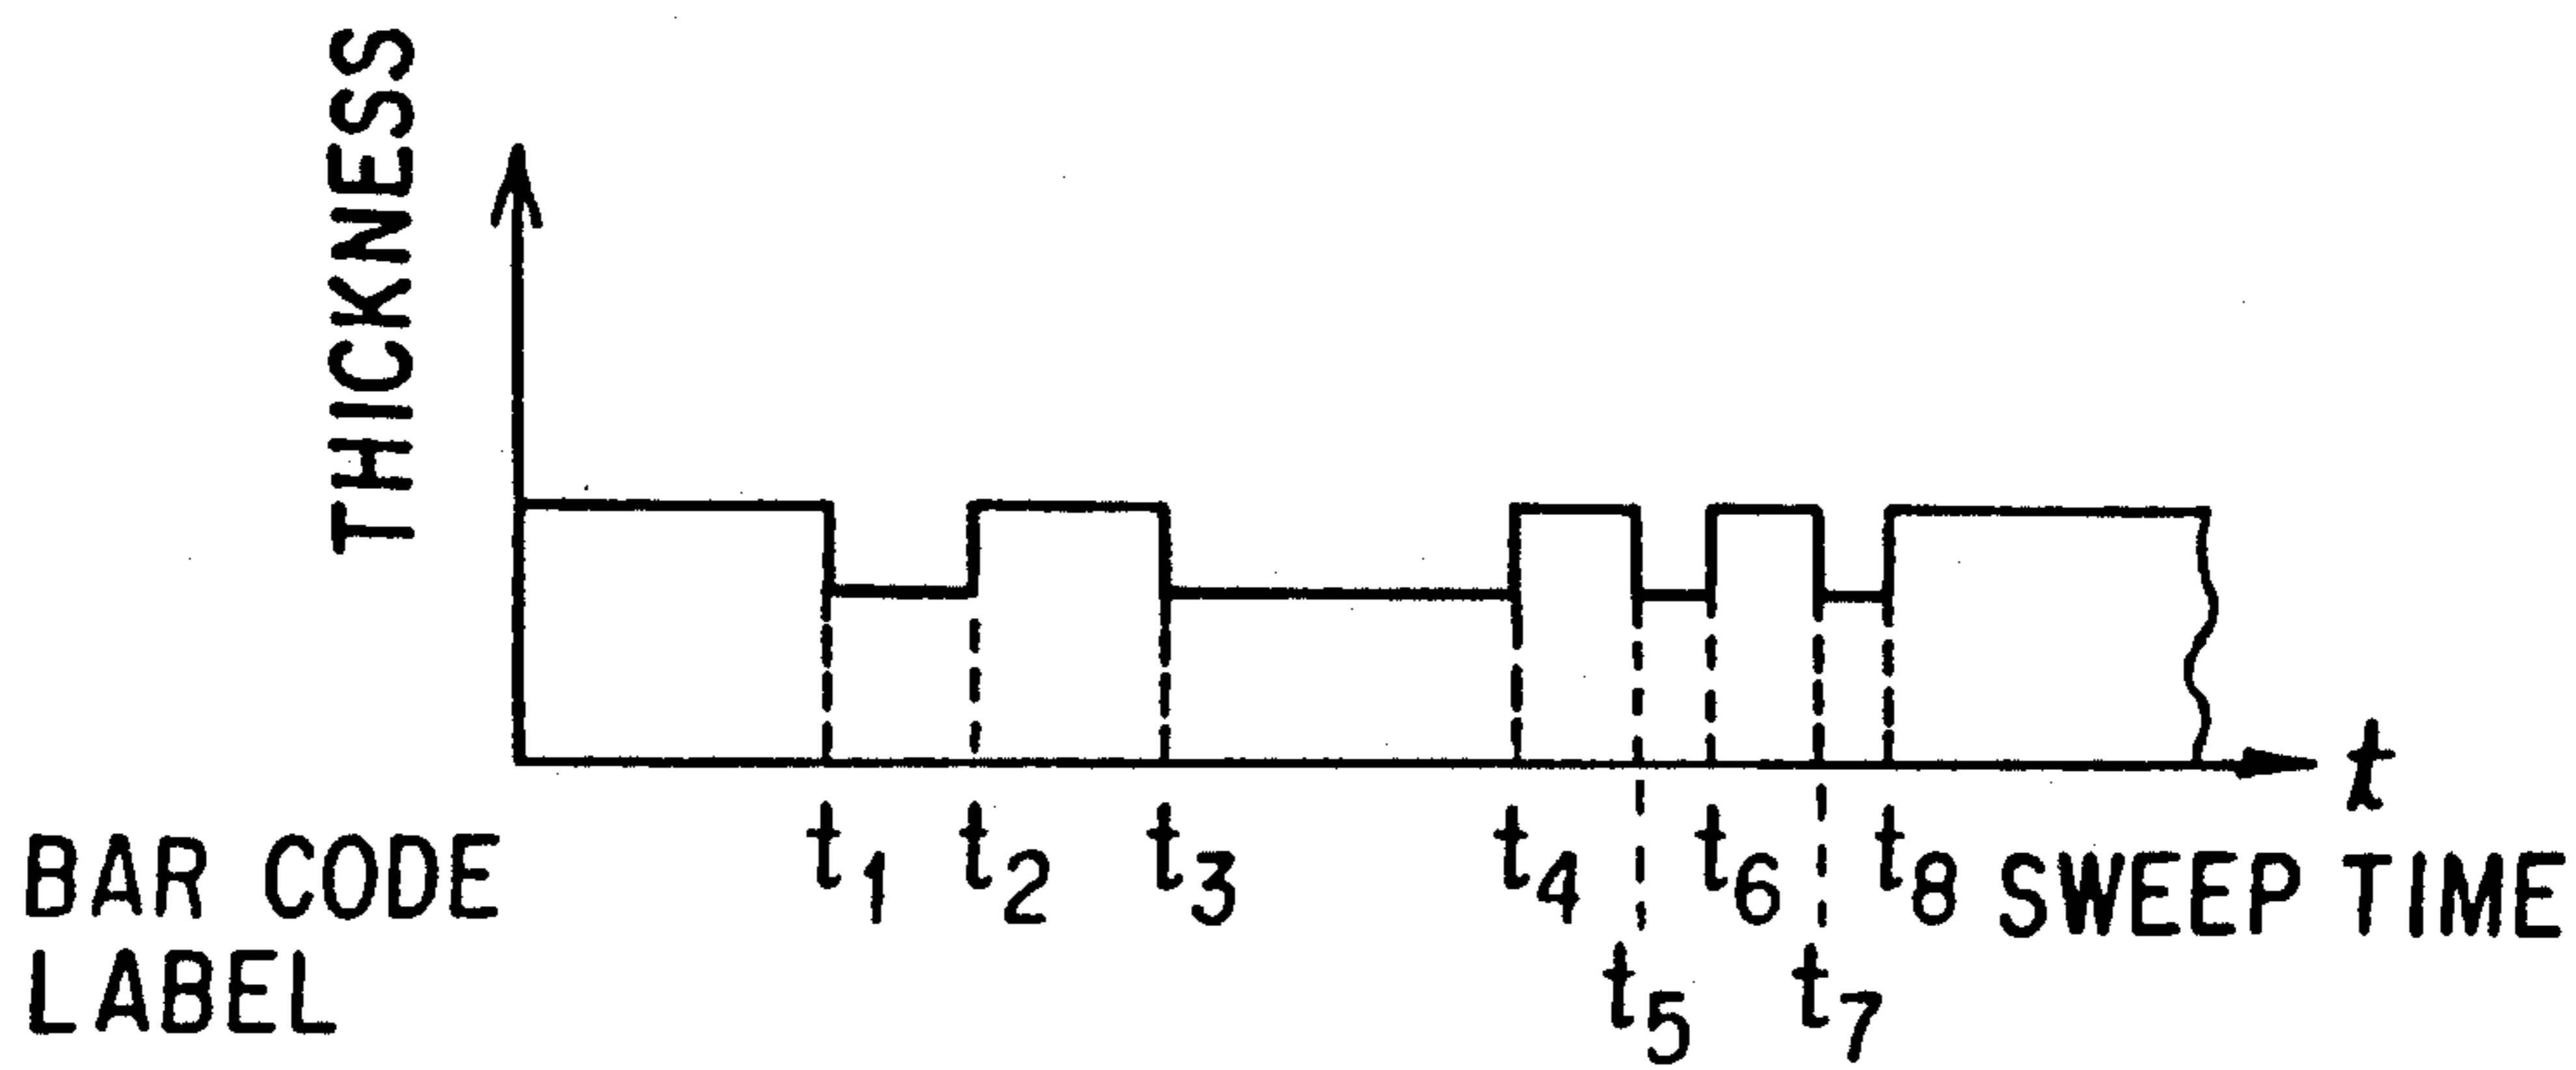 THICKNESS
t
t1 t2 t3 t4 t6 t8 SWEEP TIME
t5 t7
BAR CODE
LABEL